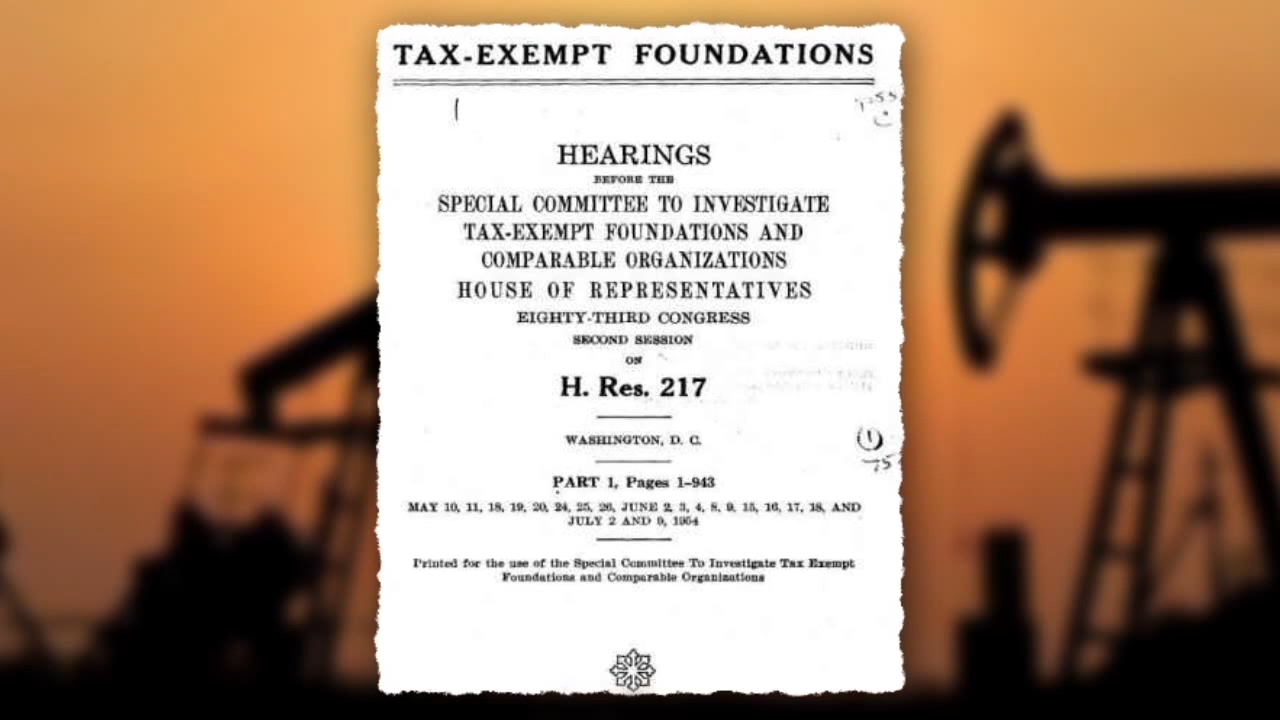 TAX-EXEMPT FOUNDATIONS
HEARINGS
BEFORE THE
SPECIAL COMMITTEE TO INVESTIGATE
TAX-EXEMPT FOUNDATIONS AND
COMPARABLE ORGANIZATIONS
HOUSE OF REPRESENTATIVES
EIGHTY-THIRD CONGRESS
SECOND SESSION
ON
H. Res. 217
WASHINGTON, D. C.
PART 1, Pages 1–943
MAY 10, 11, 18, 19, 20, 24, 25, 26, JUNE 2, 3, 4, 8, 9, 15, 16, 17, 18, AND
JULY 2 AND 9, 1954
Printed for the use of the Special Committee To Investigate Tax Exempt
Foundations and Comparable Organizations